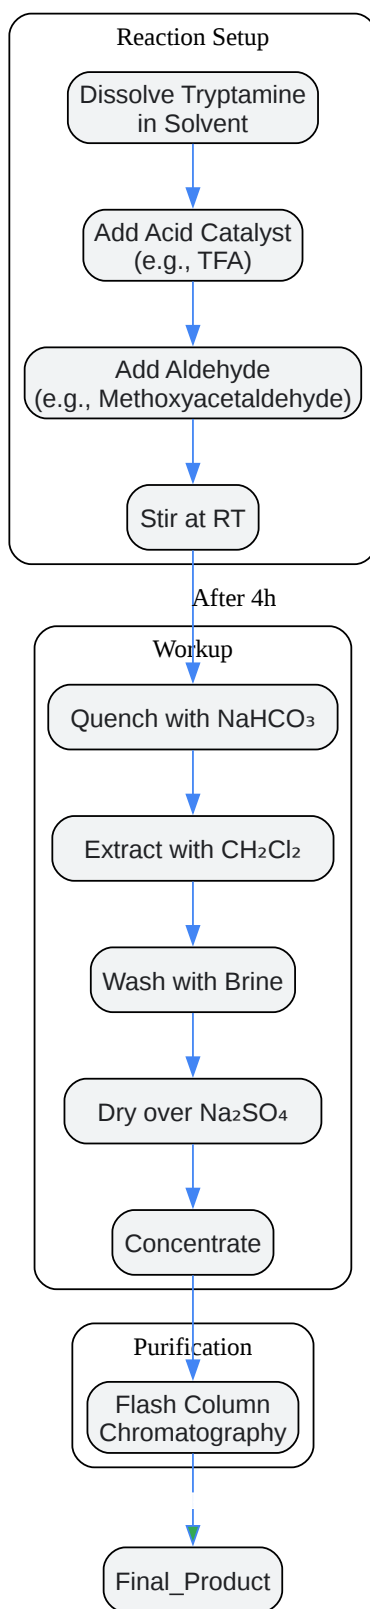 Reaction Setup
Dissolve Tryptamine
in Solvent
Add Acid Catalyst
(e.g., TFA)
Add Aldehyde
(e.g., Methoxyacetaldehyde)
Stir at RT
After 4h
Workup
Quench with NaHCO₃
Extract with CH₂Cl₂
Wash with Brine
Dry over Na₂SO₄
Concentrate
Purification
Flash Column
Chromatography
Final_Product